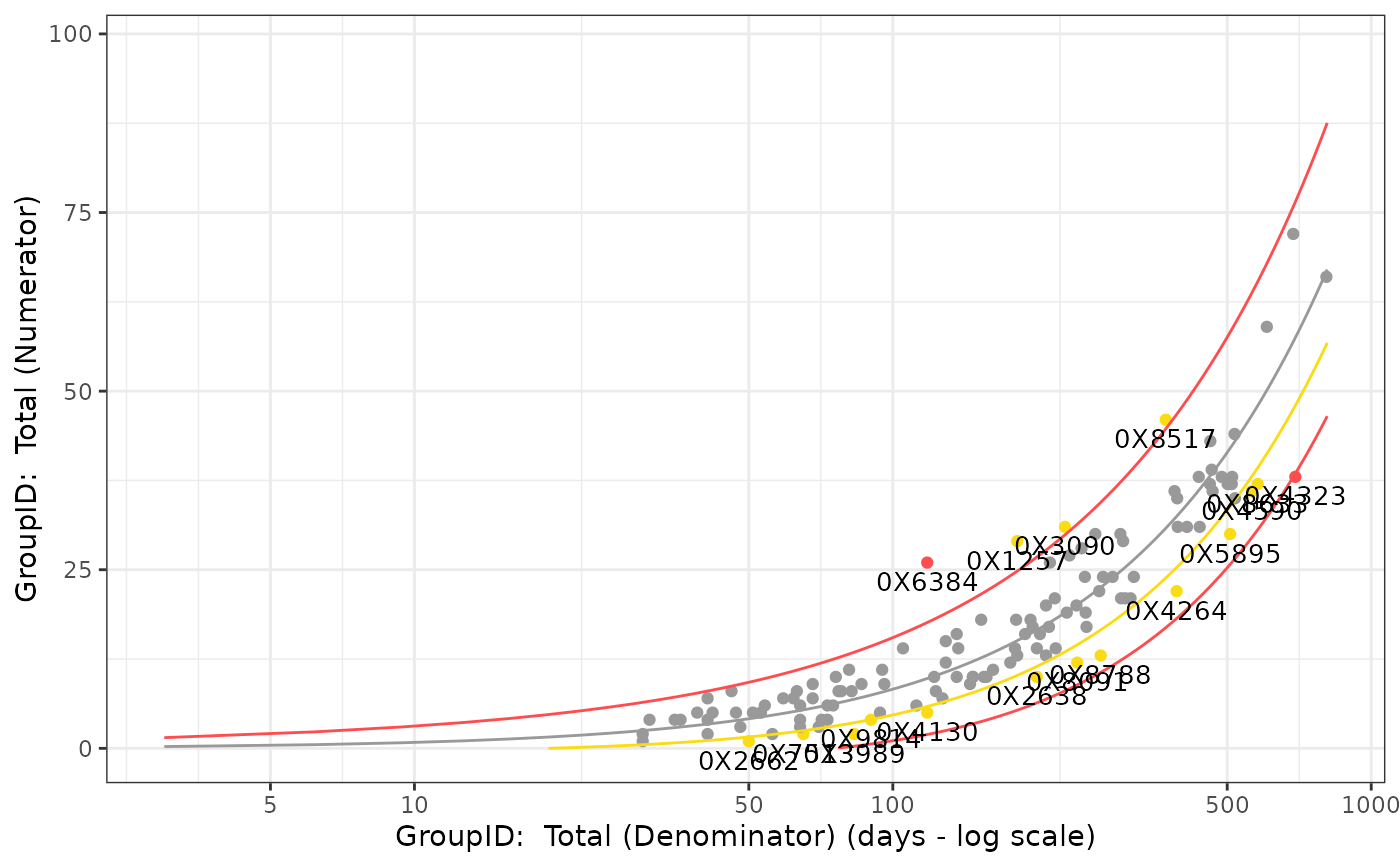 100
75
50
25
0
GroupID:  Total (Numerator)
0X8517
0X4323
0X4590
0X3090
0X1257
0X5895
0X6384
0X4264
0X8788
0X2638
0X4130
0X3989
0X2662
5
10
50
100
500
1000
GroupID:  Total (Denominator) (days - log scale)